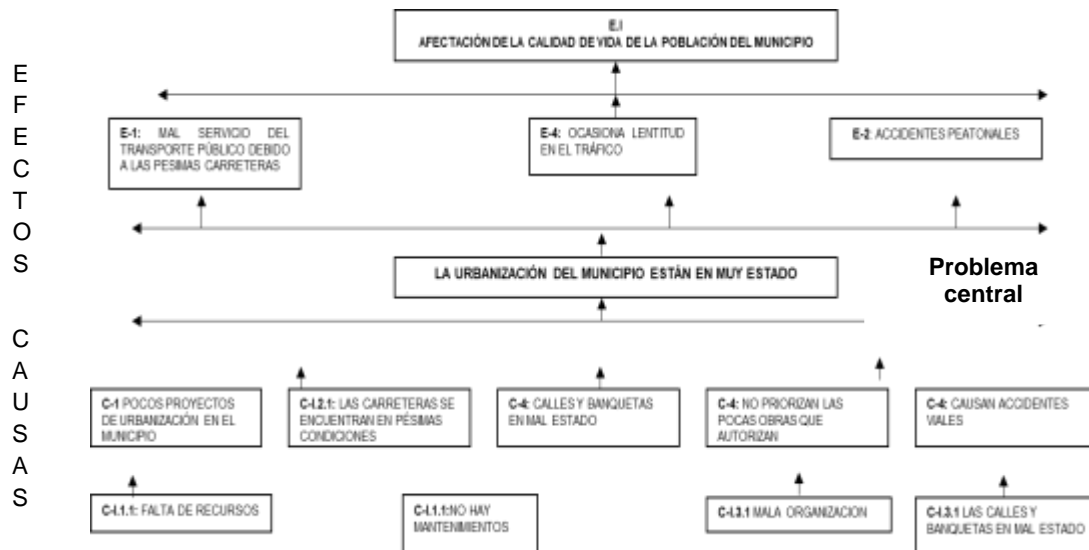 E.I
AFECTACIÓN DE LA CALIDAD DE VIDA DE LA POBLACIÓN DEL MUNICIPIO
E
F
E
C
T
O
S
E-1: MAL SERVICIO DEL
TRANSPORTE PÚBLICO DEBIDO
A LAS PESIMAS CARRETERAS
E-4: OCASIONA LENTITUD
EN EL TRÁFICO
E-2: ACCIDENTES PEATONALES
LA URBANIZACIÓN DEL MUNICIPIO ESTÁN EN MUY ESTADO
Problema
central
C
A
U
S
A
S
C-1 POCOS PROYECTOS
DE URBANIZACIÓN EN EL
MUNICIPIO
C-I.2.1: LAS CARRETERAS SE
ENCUENTRAN EN PÉSIMAS
CONDICIONES
C-4: CALLES Y BANQUETAS
EN MAL ESTADO
C-4: NO PRIORIZAN LAS
POCAS OBRAS QUE
AUTORIZAN
C-4: CAUSAN ACCIDENTES
VIALES
C-I.1.1: FALTA DE RECURSOS
C-I.1.1:NO HAY
MANTENIMIENTOS
C-I.3.1 MALA ORGANIZACION
C-I.3.1 LAS CALLES Y
BANQUETAS EN MAL ESTADO